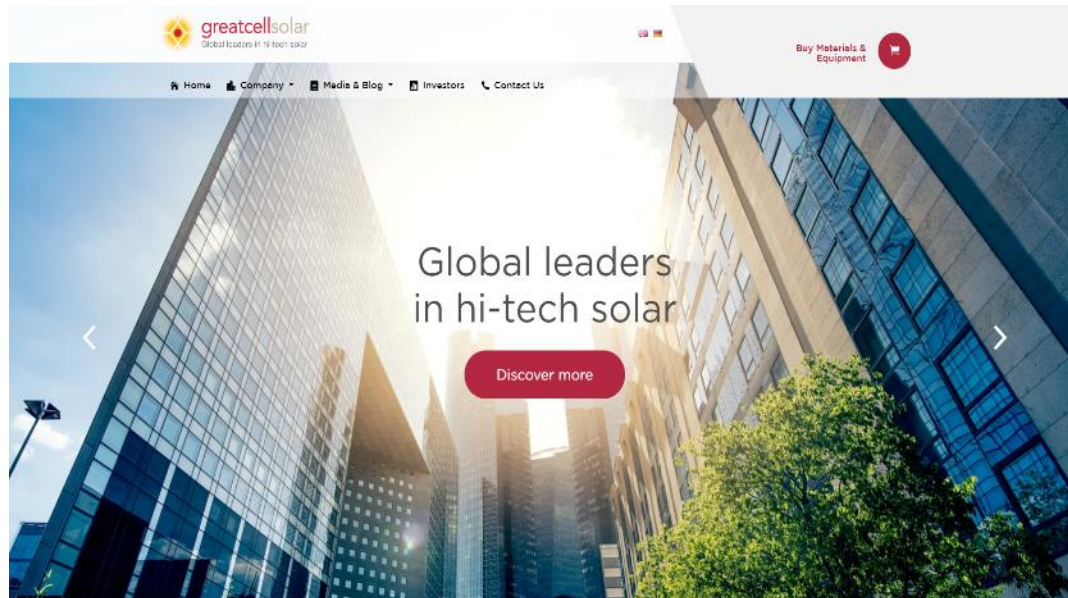 greatcellsolar
Global leaders in hi-tech solar
Buy Materials &
Equipment
Home Company Media & Blog Investors Contact Us
Global leaders
in hi-tech solar
Discover more